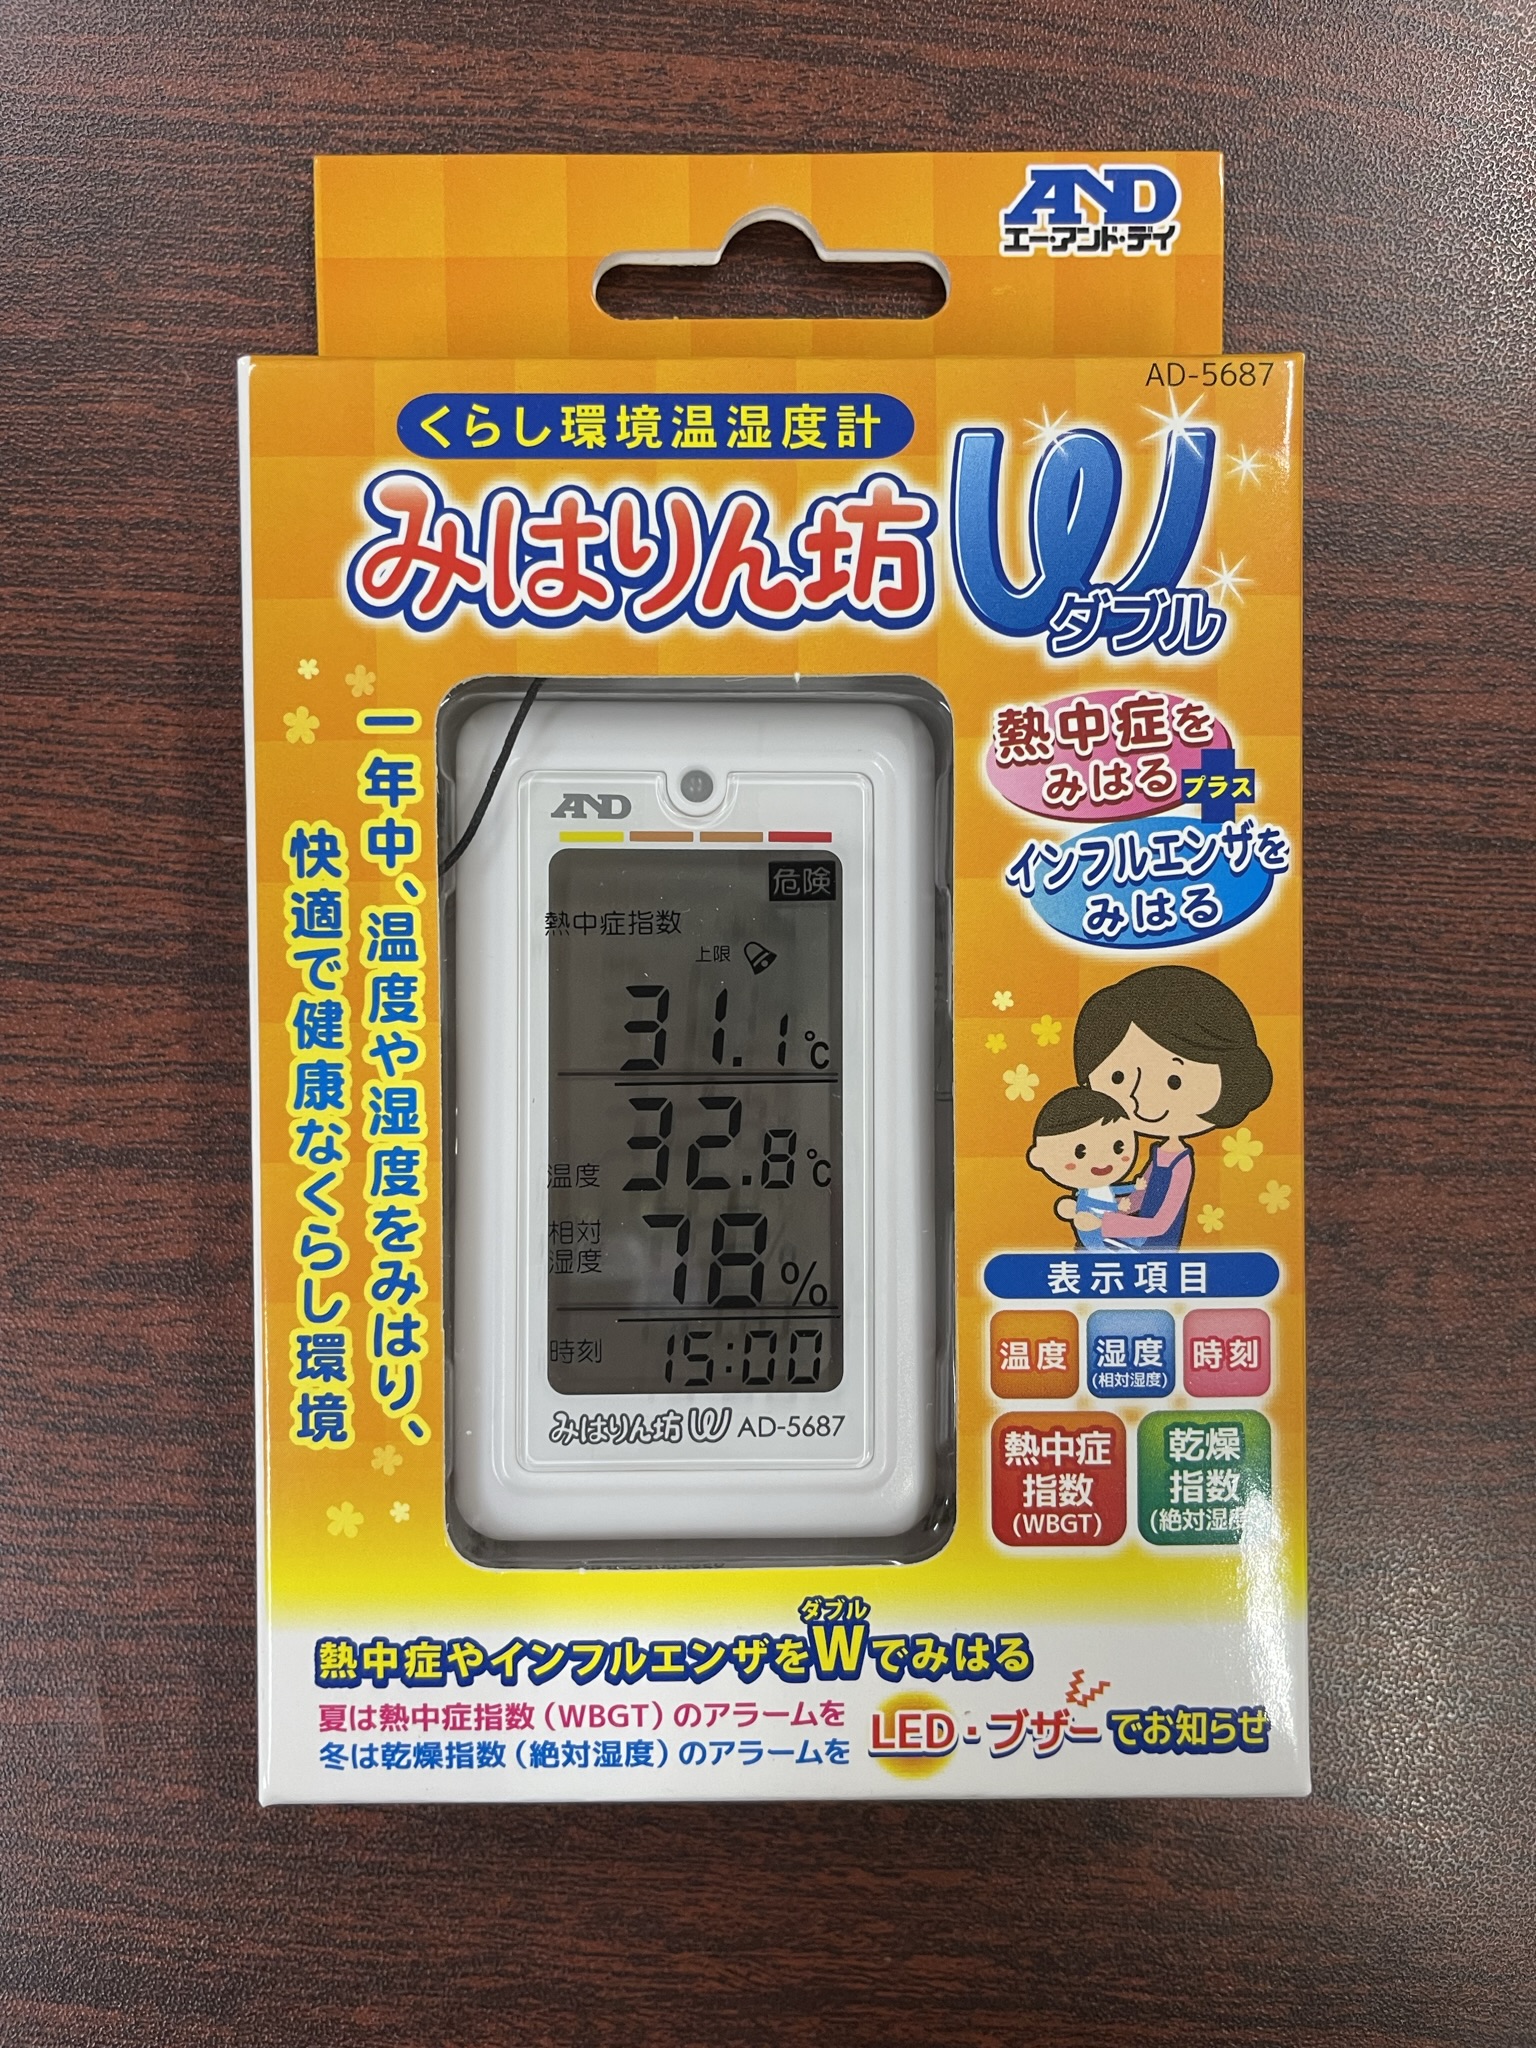 AND
エー・アンド・デイ
AD-5687
くらし環境温湿度計
みはりん坊W
ダブル
一年中、温度や湿度をみはり、
快適で健康なくらし環境
熱中症を
みはる
プラス
インフルエンザを
みはる
AND
危険
熱中症指数
上限
31.1℃
温度 32.8℃
相対
湿度
78%
時刻 15:00
みはりん坊W AD-5687
表示項目
温度
湿度
(相対湿度)
時刻
熱中症
指数
(WBGT)
乾燥
指数
(絶対湿度)
ダブル
熱中症やインフルエンザをWでみはる
夏は熱中症指数(WBGT)のアラームを
冬は乾燥指数(絶対湿度)のアラームを
LED・ブザーでお知らせ